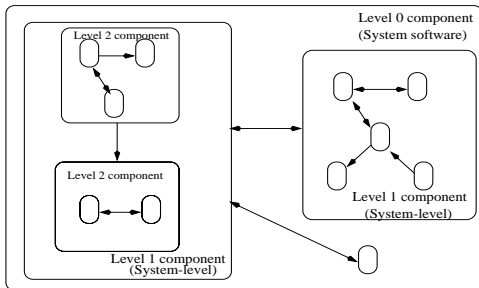 Level 0 component
(System software)
Level 2 component
Level 2 component
Level 1 component
(System-level)
Level 1 component
(System-level)